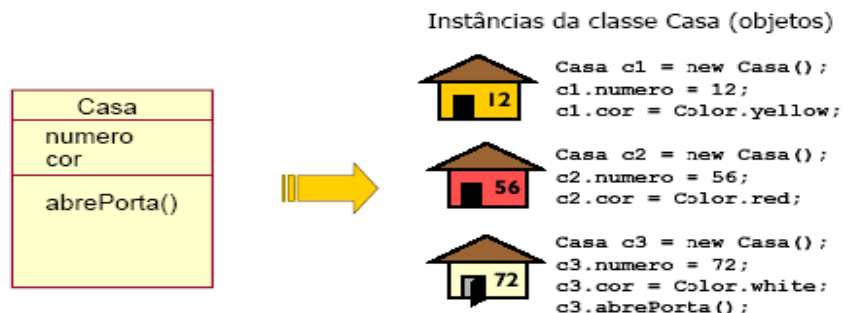 Instâncias da classe Casa (objetos)
Casa
numero
cor
abrePorta()
12
Casa c1 = new Casa();
c1.numero = 12;
c1.cor = Color.yellow;
56
Casa c2 = new Casa();
c2.numero = 56;
c2.cor = Color.red;
72
Casa c3 = new Casa();
c3.numero = 72;
c3.cor = Color.white;
c3.abrePorta();